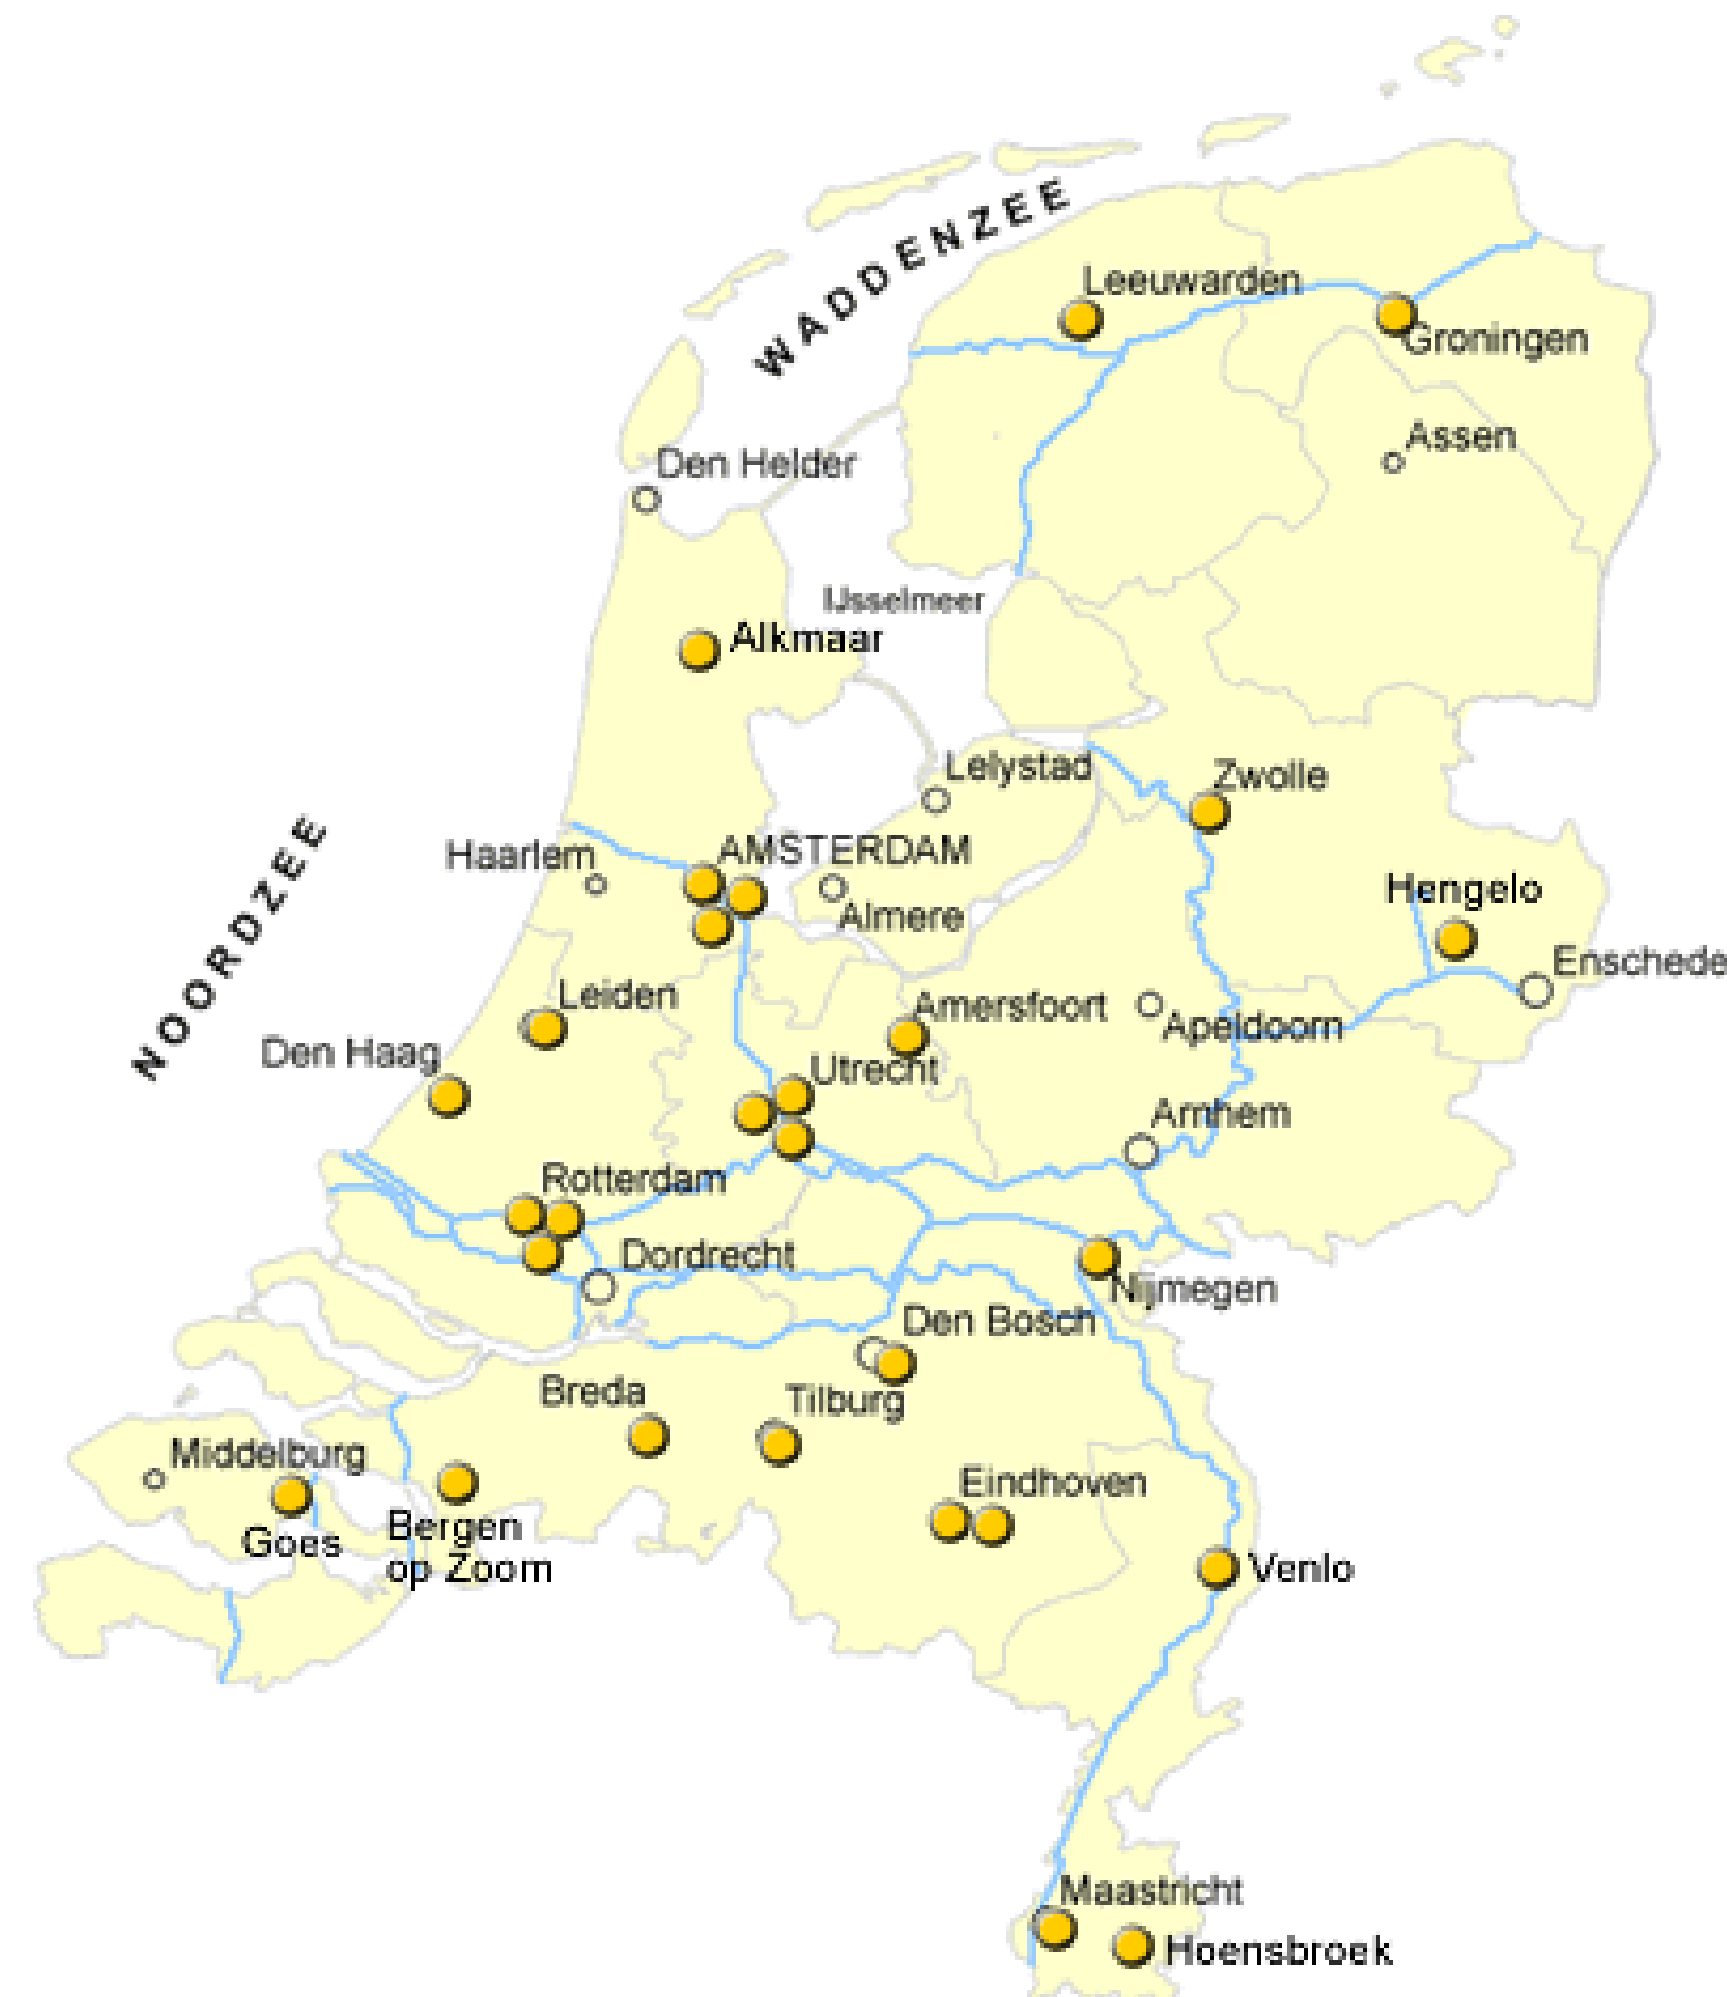 WADDENZEE
Leeuwarden
Groningen
Assen
Den Helder
IJsselmeer
Alkmaar
Lelystad
Zwolle
NOORDZEE
Haarlem
AMSTERDAM
Almere
Hengelo
Enschede
Leiden
Amersfoort
Apeldoorn
Den Haag
Utrecht
Arnhem
Rotterdam
Dordrecht
Nijmegen
Den Bosch
Breda
Tilburg
Middelburg
Eindhoven
Goes
Bergen
op Zoom
Venlo
Maastricht
Hoensbroek